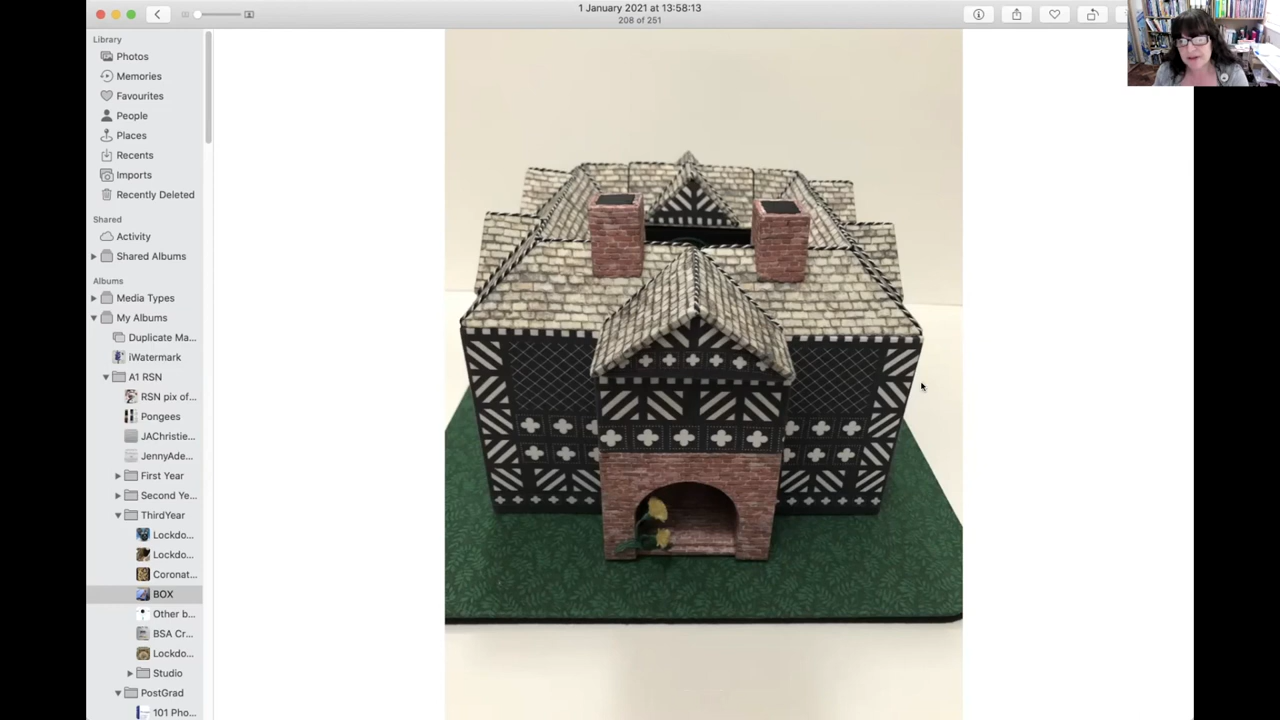 1 January 2021 at 13:58:13
208 of 251
Library
Photos
Memories
Favourites
People
Places
Recents
Imports
Recently Deleted
Shared
Activity
Shared Albums
Albums
Media Types
My Albums
Duplicate Ma...
iWatermark
A1 RSN
RSN pix of...
Pongees
JAChristie...
JennyAde...
First Year
Second Ye...
ThirdYear
Lockdo...
Lockdo...
Coronat...
BOX
Other b...
BSA Cr...
Lockdo...
Studio
PostGrad
101 Pho...